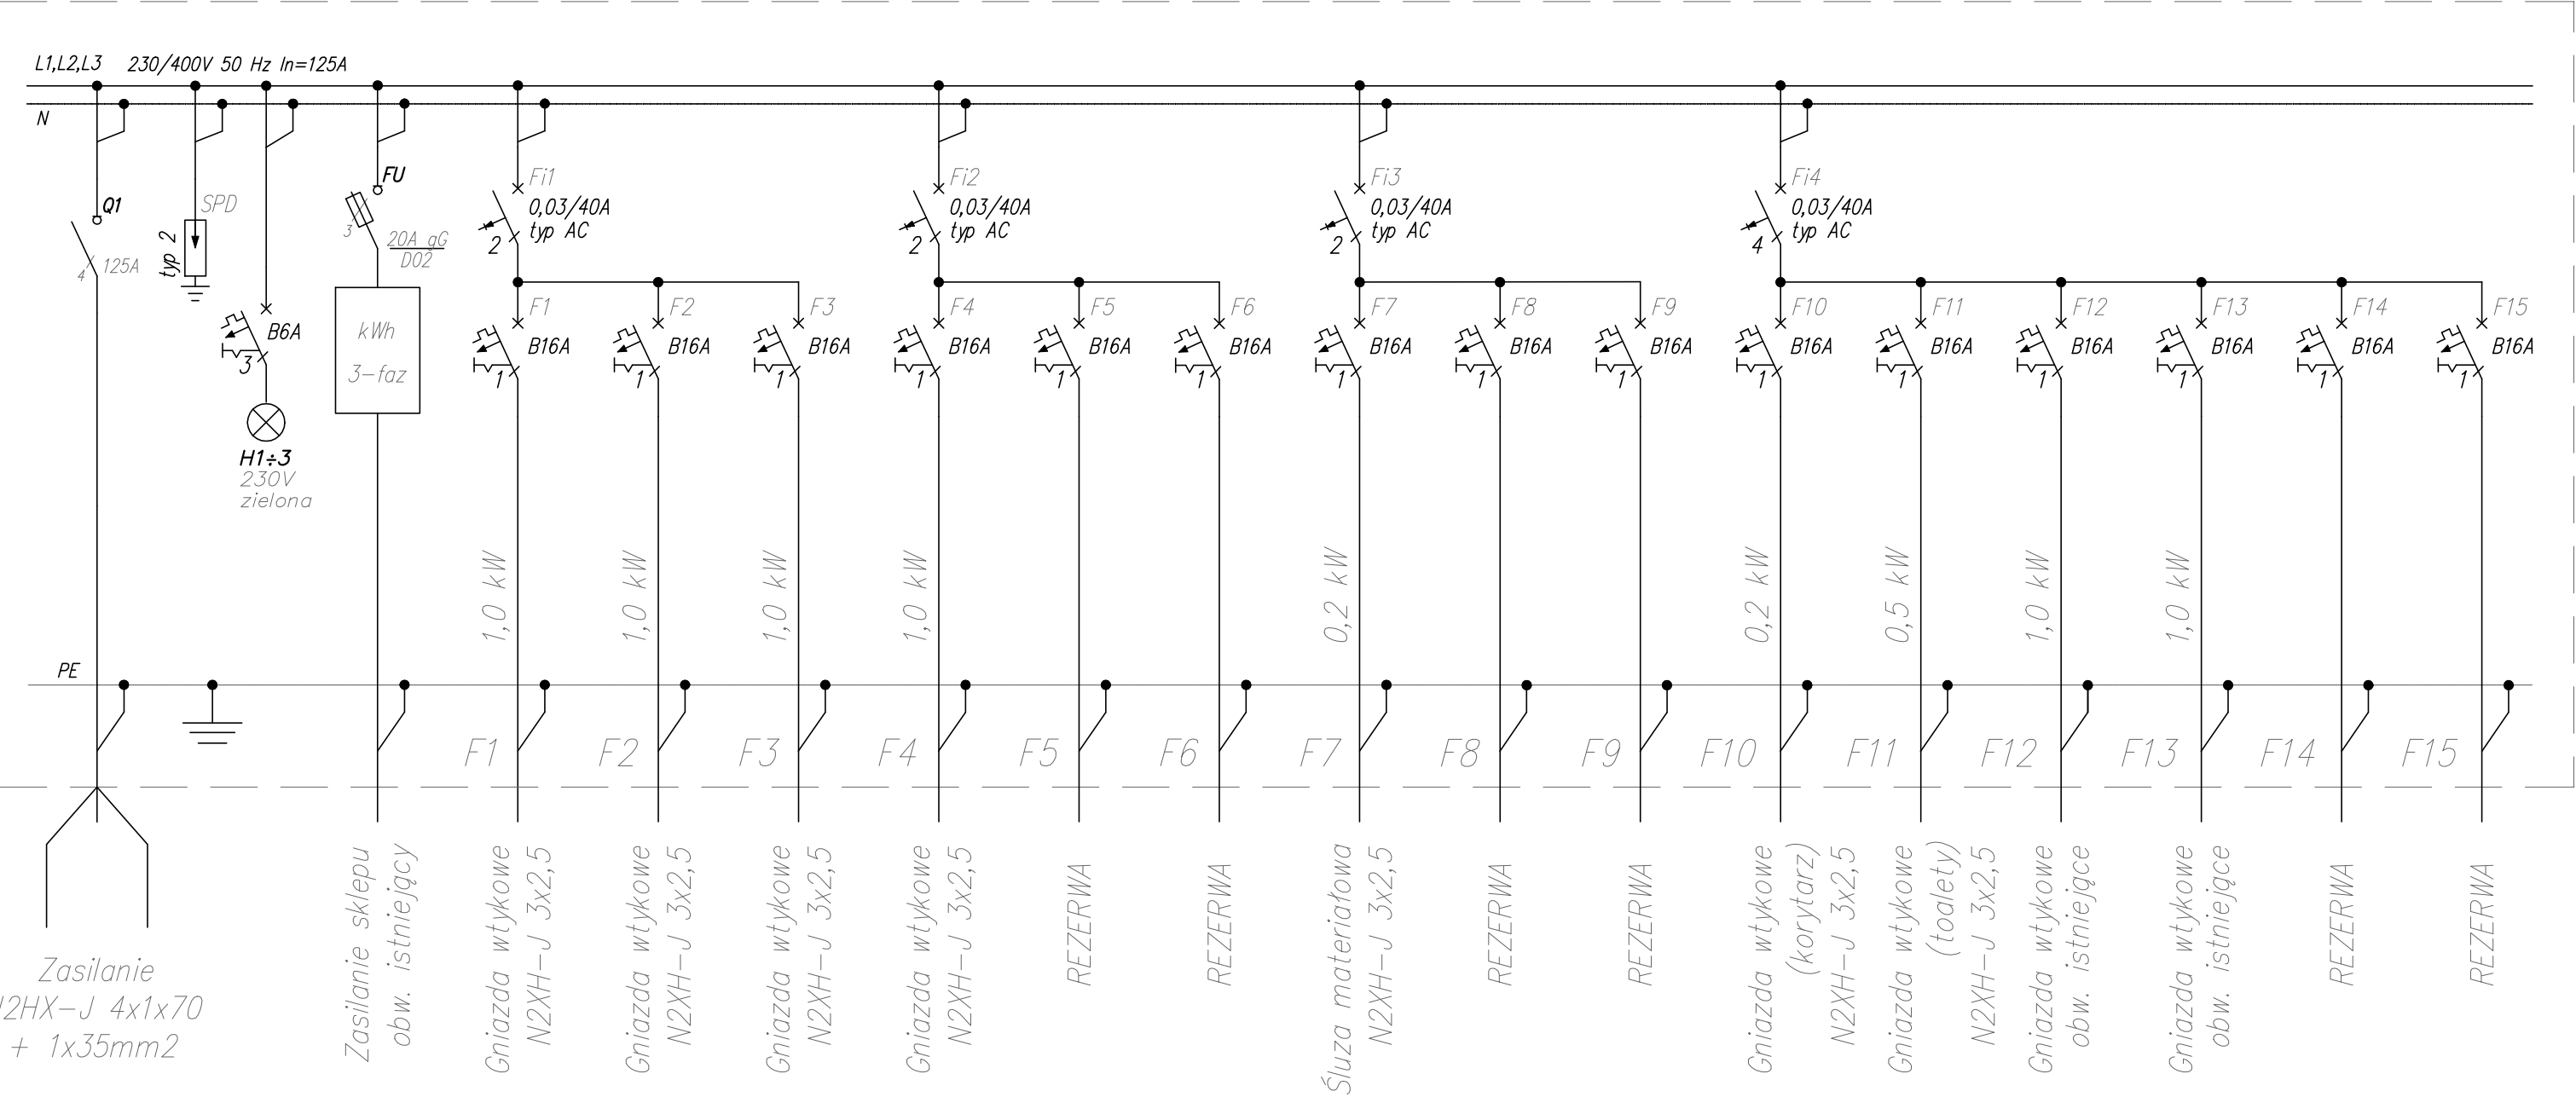 L1,L2,L3 230/400V 50 Hz In=125A
N
Q1
4
125A
SPD
typ 2
B6A
3
H1÷3
230V
zielona
FU
3
20A gG
D02
kWh
3-faz
Fi1
0,03/40A
typ AC
2
Fi2
0,03/40A
typ AC
2
Fi3
0,03/40A
typ AC
2
Fi4
0,03/40A
typ AC
4
F1
B16A
1
F2
B16A
1
F3
B16A
1
F4
B16A
1
F5
B16A
1
F6
B16A
1
F7
B16A
1
F8
B16A
1
F9
B16A
1
F10
B16A
1
F11
B16A
1
F12
B16A
1
F13
B16A
1
F14
B16A
1
F15
B16A
1
1,0 kW
1,0 kW
1,0 kW
1,0 kW
0,2 kW
0,2 kW
0,5 kW
1,0 kW
1,0 kW
PE
F1
F2
F3
F4
F5
F6
F7
F8
F9
F10
F11
F12
F13
F14
F15
Zasilanie
2HX-J 4x1x70
+ 1x35mm2
Zasilanie sklepu
obw. istniejący
Gniazda wtykowe
N2XH-J 3x2,5
Gniazda wtykowe
N2XH-J 3x2,5
Gniazda wtykowe
N2XH-J 3x2,5
Gniazda wtykowe
N2XH-J 3x2,5
REZERWA
REZERWA
Śluza materiałowa
N2XH-J 3x2,5
REZERWA
REZERWA
Gniazda wtykowe
(korytarz)
N2XH-J 3x2,5
Gniazda wtykowe
(toalety)
N2XH-J 3x2,5
Gniazda wtykowe
obw. istniejące
Gniazda wtykowe
obw. istniejące
REZERWA
REZERWA